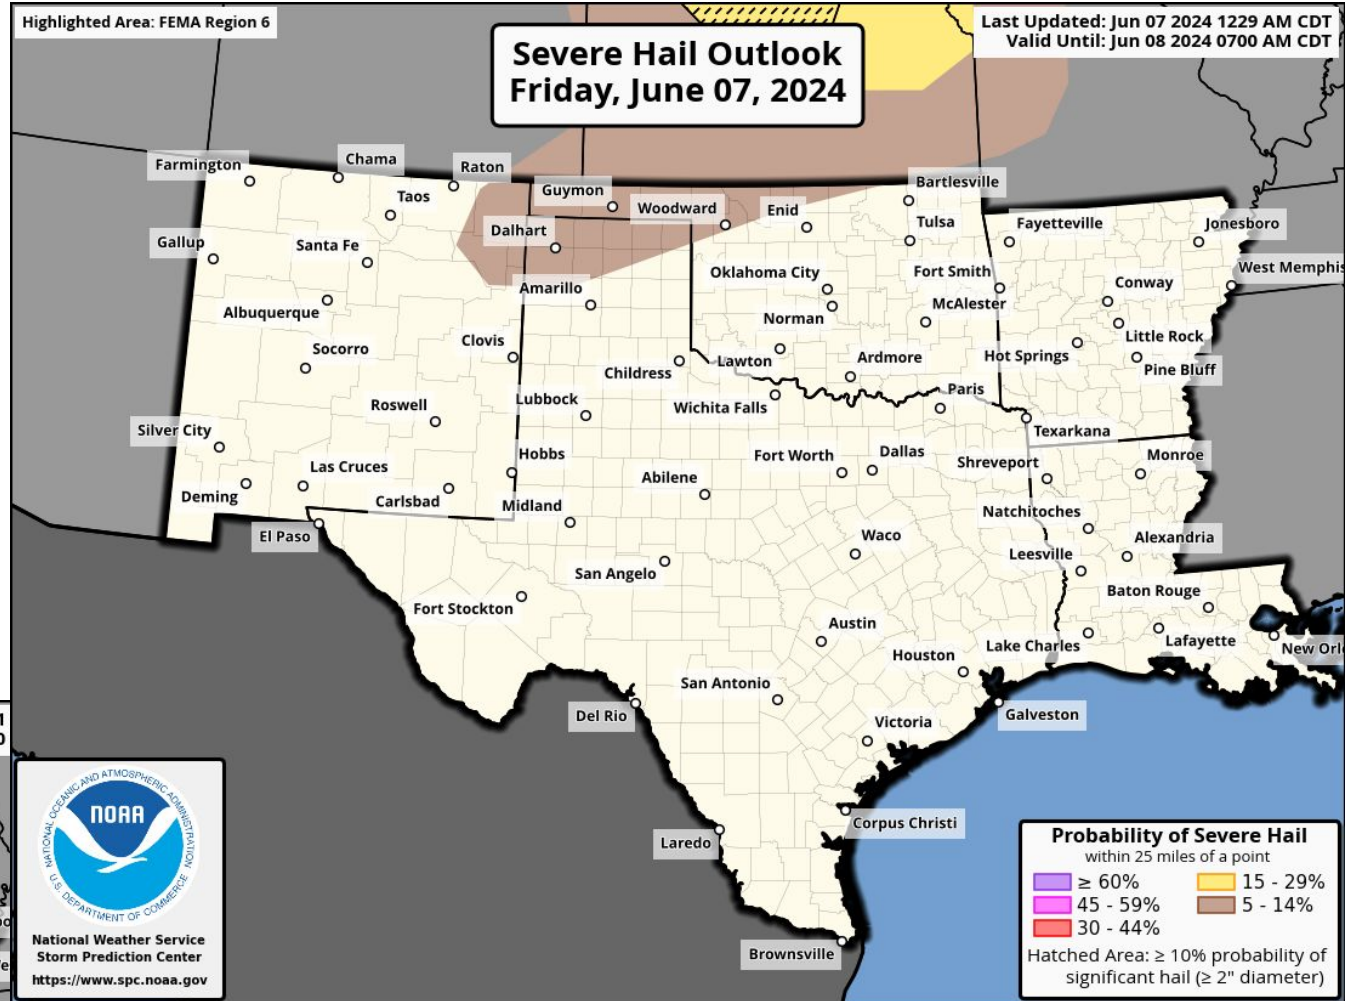 Highlighted Area: FEMA Region 6
Severe Hail Outlook
Friday, June 07, 2024
Last Updated: Jun 07 2024 1229 AM CDT
Valid Until: Jun 08 2024 0700 AM CDT
Farmington
Chama
Raton
Taos
Guymon
Woodward
Enid
Bartlesville
Gallup
Santa Fe
Dalhart
Tulsa
Fayetteville
Jonesboro
Albuquerque
Amarillo
Oklahoma City
Fort Smith
West Memphis
Norman
McAlester
Conway
Socorro
Clovis
Childress
Lawton
Ardmore
Hot Springs
Little Rock
Pine Bluff
Roswell
Lubbock
Wichita Falls
Paris
Texarkana
Silver City
Las Cruces
Hobbs
Abilene
Fort Worth
Dallas
Shreveport
Monroe
Deming
Carlsbad
Midland
Natchitoches
El Paso
Waco
Leesville
Alexandria
San Angelo
Fort Stockton
Baton Rouge
Austin
Houston
Lake Charles
Lafayette
New Orl
San Antonio
Del Rio
Victoria
Galveston
Laredo
Corpus Christi
Brownsville
NATIONAL OCEANIC AND ATMOSPHERIC ADMINISTRATION
NOAA
U.S. DEPARTMENT OF COMMERCE
National Weather Service
Storm Prediction Center
https://www.spc.noaa.gov
Probability of Severe Hail
within 25 miles of a point
≥ 60% 15 - 29%
45 - 59% 5 - 14%
30 - 44%
Hatched Area: ≥ 10% probability of
significant hail (≥ 2" diameter)